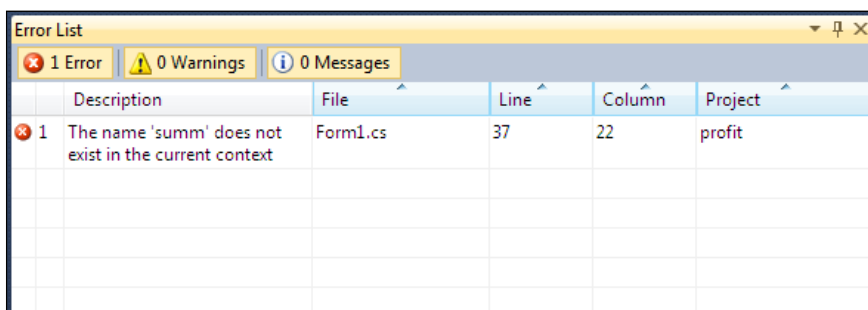 Error List
1 Error 0 Warnings 0 Messages
Description File Line Column Project
1 The name 'summ' does not Form1.cs 37 22 profit
exist in the current context